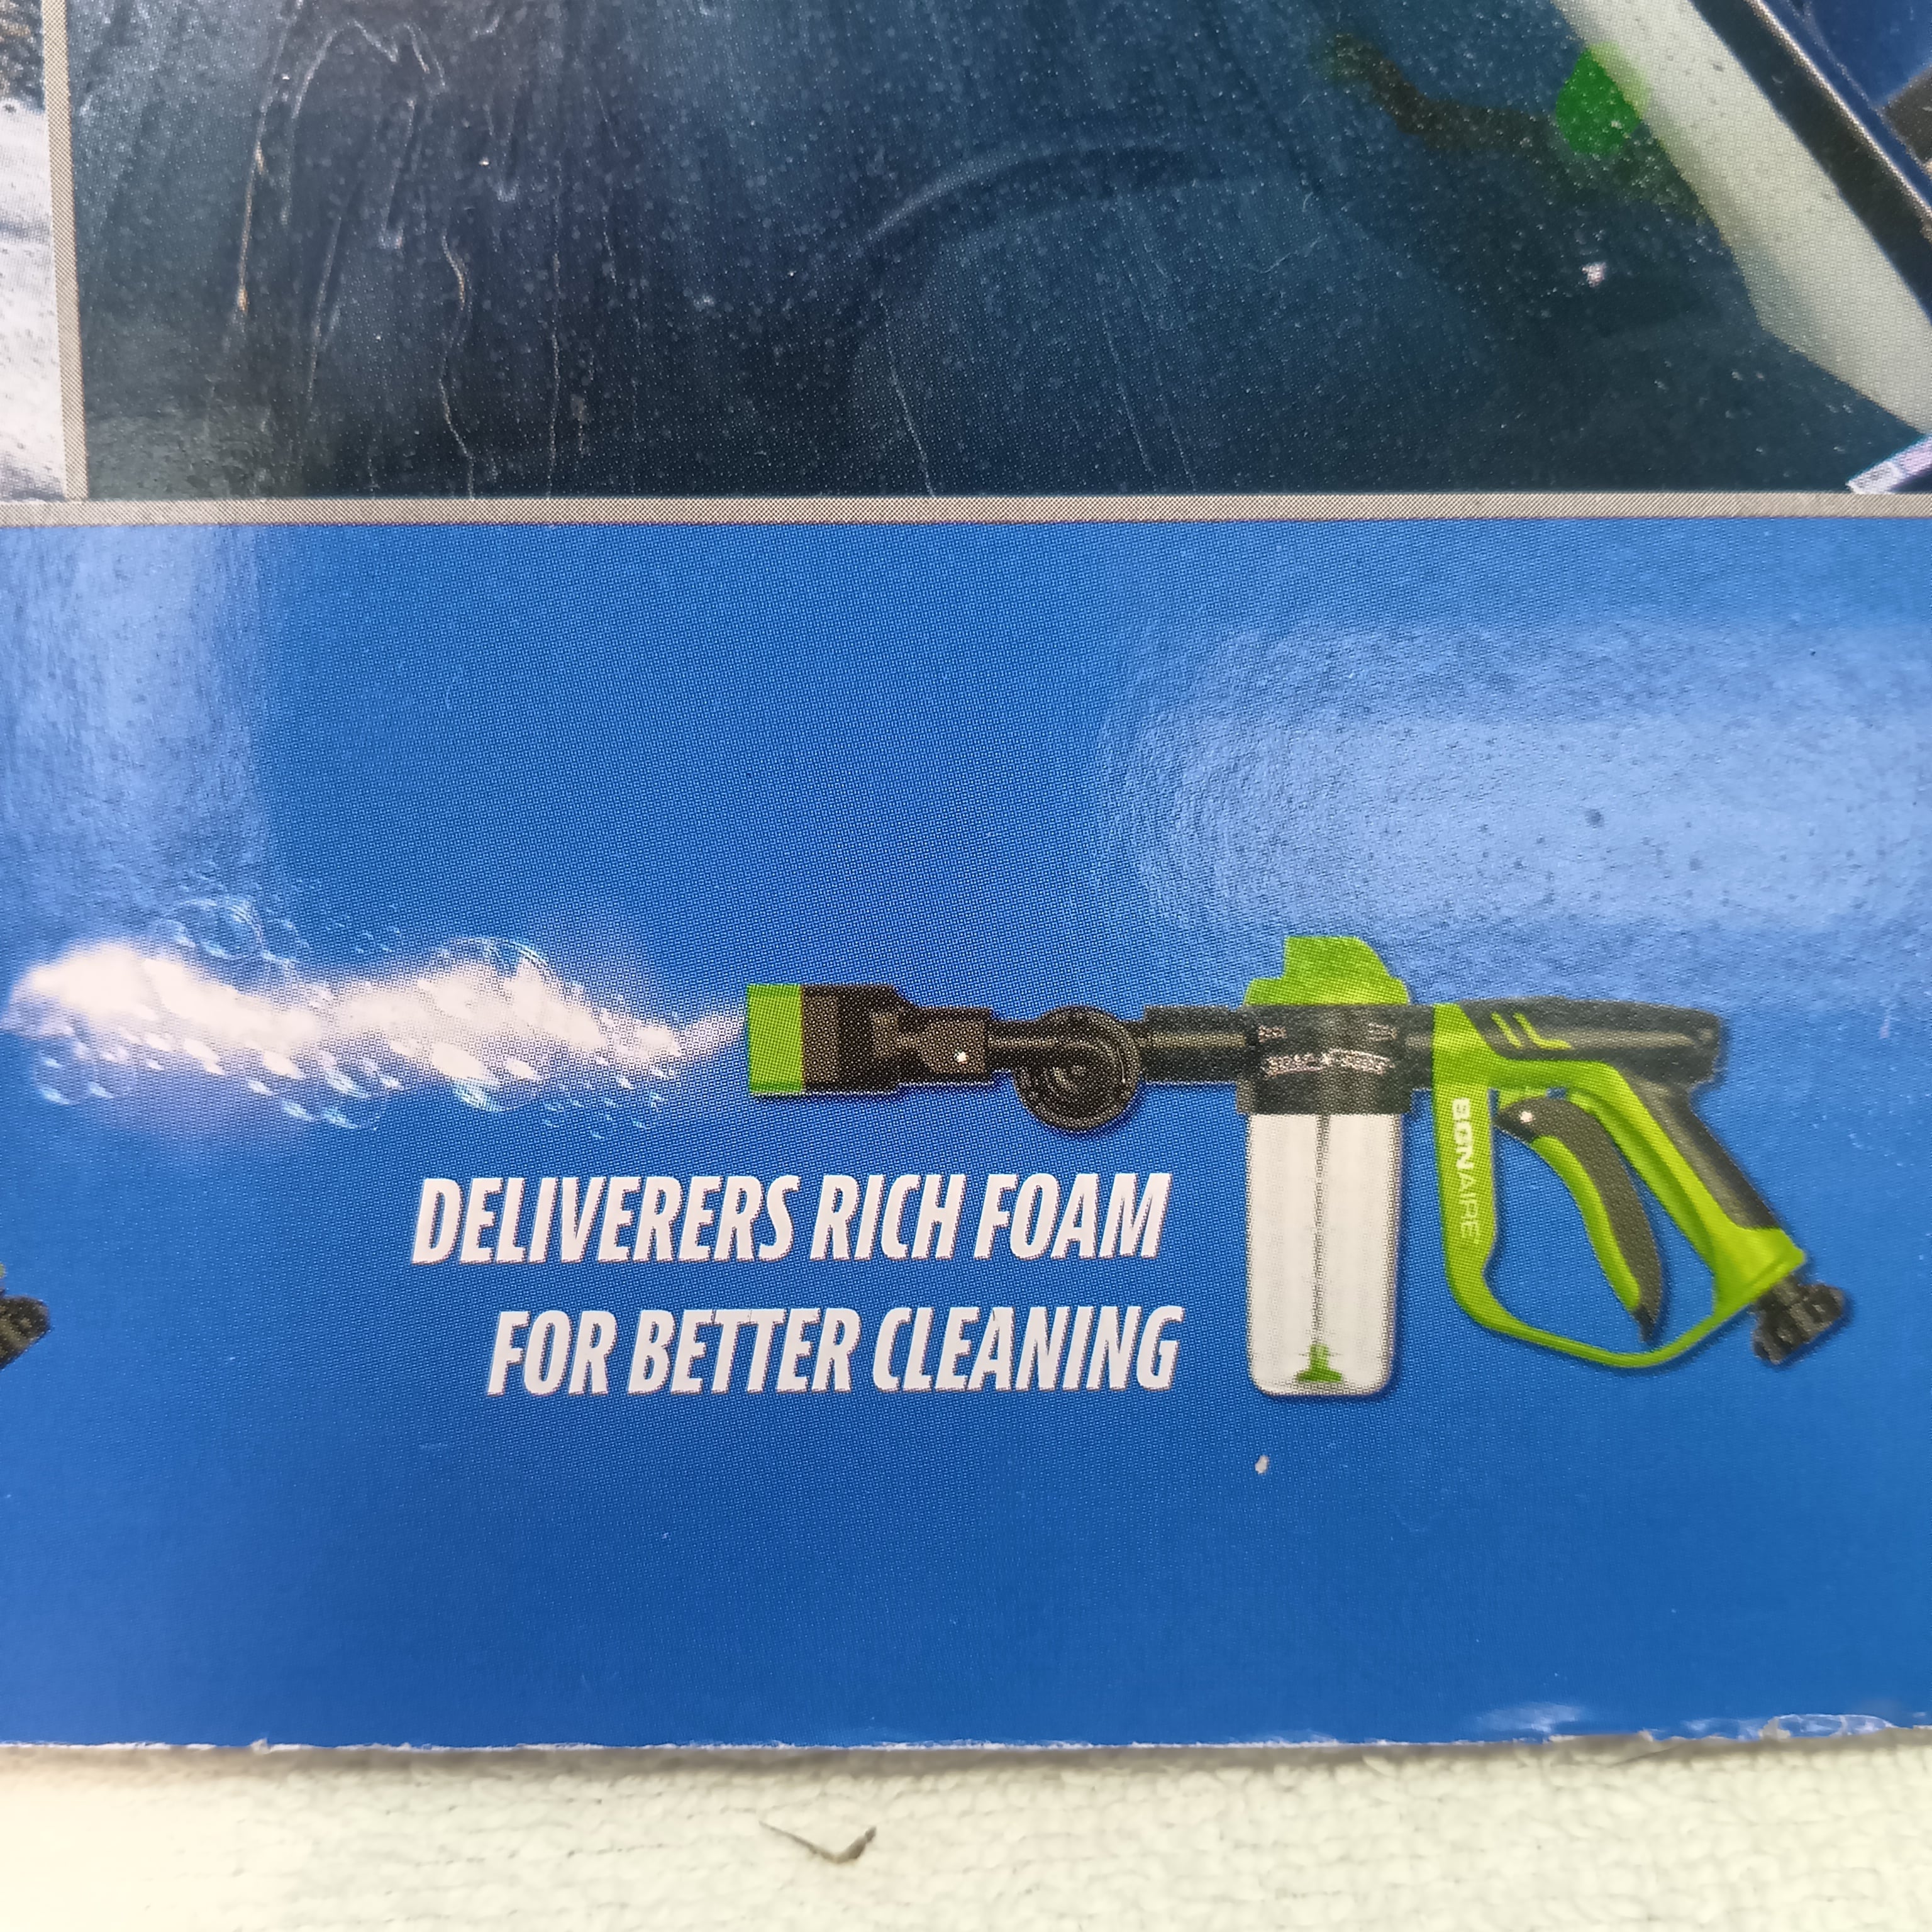 BONAIRE
DELIVERERS RICH FOAM
FOR BETTER CLEANING